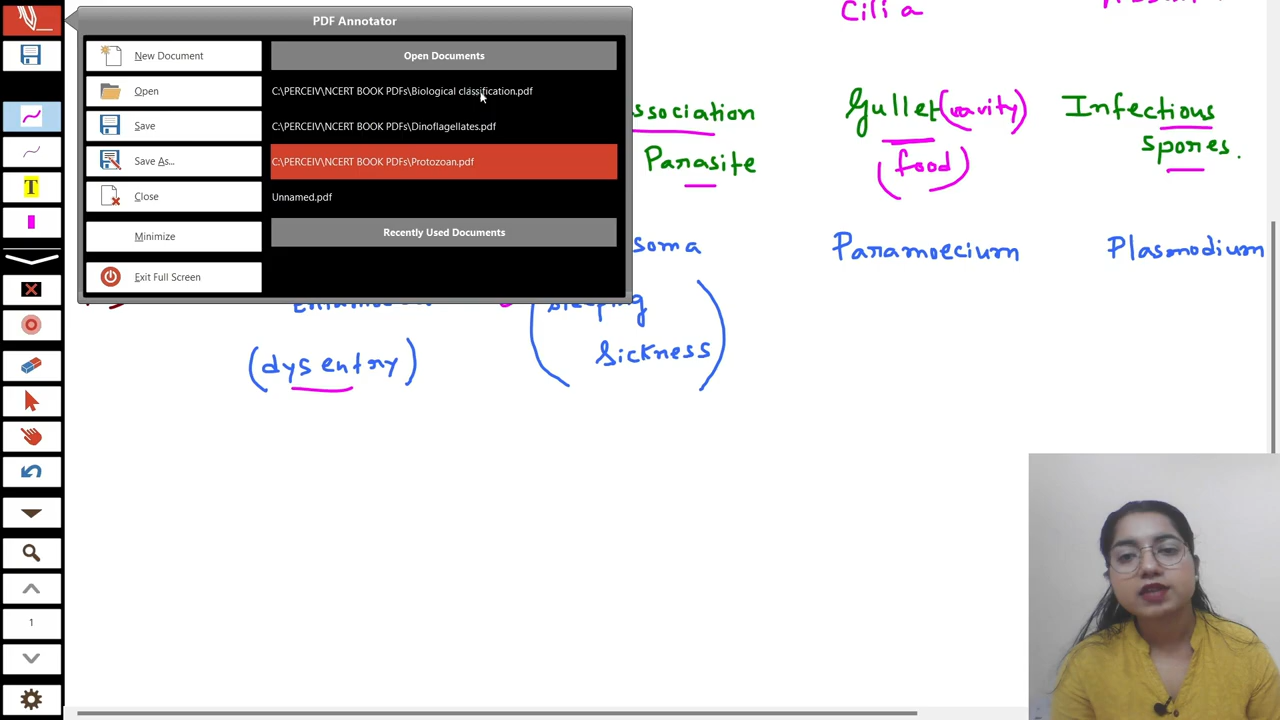 PDF Annotator
New Document
Open
Save
Save As...
Close
Minimize
Exit Full Screen
Open Documents
C:\PERCEIV\NCERT BOOK PDFs\Biological classification.pdf
C:\PERCEIV\NCERT BOOK PDFs\Dinoflagellates.pdf
C:\PERCEIV\NCERT BOOK PDFs\Protozoan.pdf
Unnamed.pdf
Recently Used Documents
T
1
Cilia
ssociation
Parasite
Gullet (cavity)
(food)
Infectious
spores.
soma
Paramoecium
Plasmodium
(dysentry)
(sleeping
sickness)